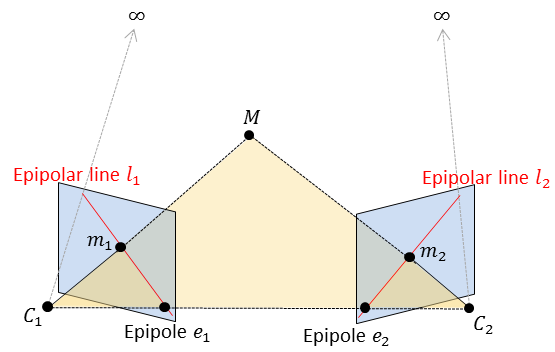 ∞
∞
M
Epipolar line l₁
Epipolar line l₂
m₁
m₂
C₁
Epipole e₁
Epipole e₂
C₂